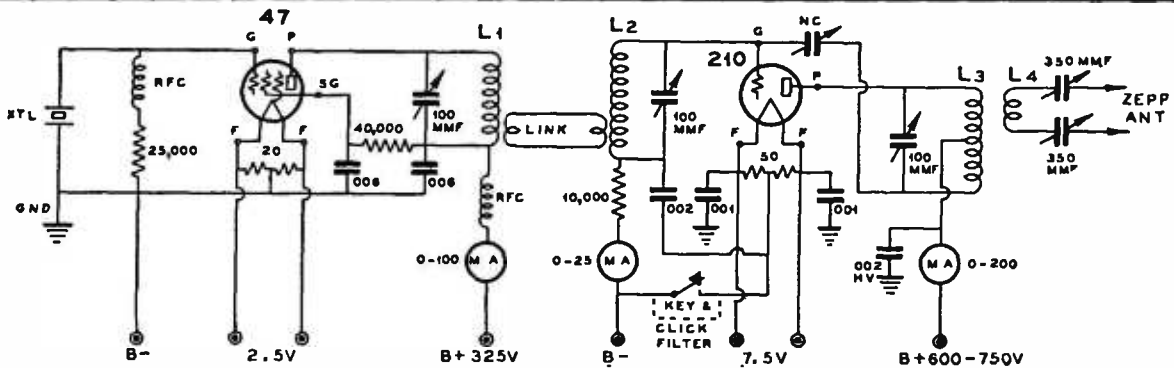 47
G
P
L1
RFC
SG
XTL
100
MMF
40,000
LINK
25,000
F
F
20
006
006
GND
RFC
0-100
MA
B-
2.5V
B+325V
L2
G
NC
210
P
100
MMF
F
F
50
10,000
002
001
001
0-25
MA
KEY &
CLICK
FILTER
B-
7.5V
L3
L4
350 MMF
ZEPP
ANT
100
MMF
350
MMF
002
HV
MA
0-200
B+600-750V